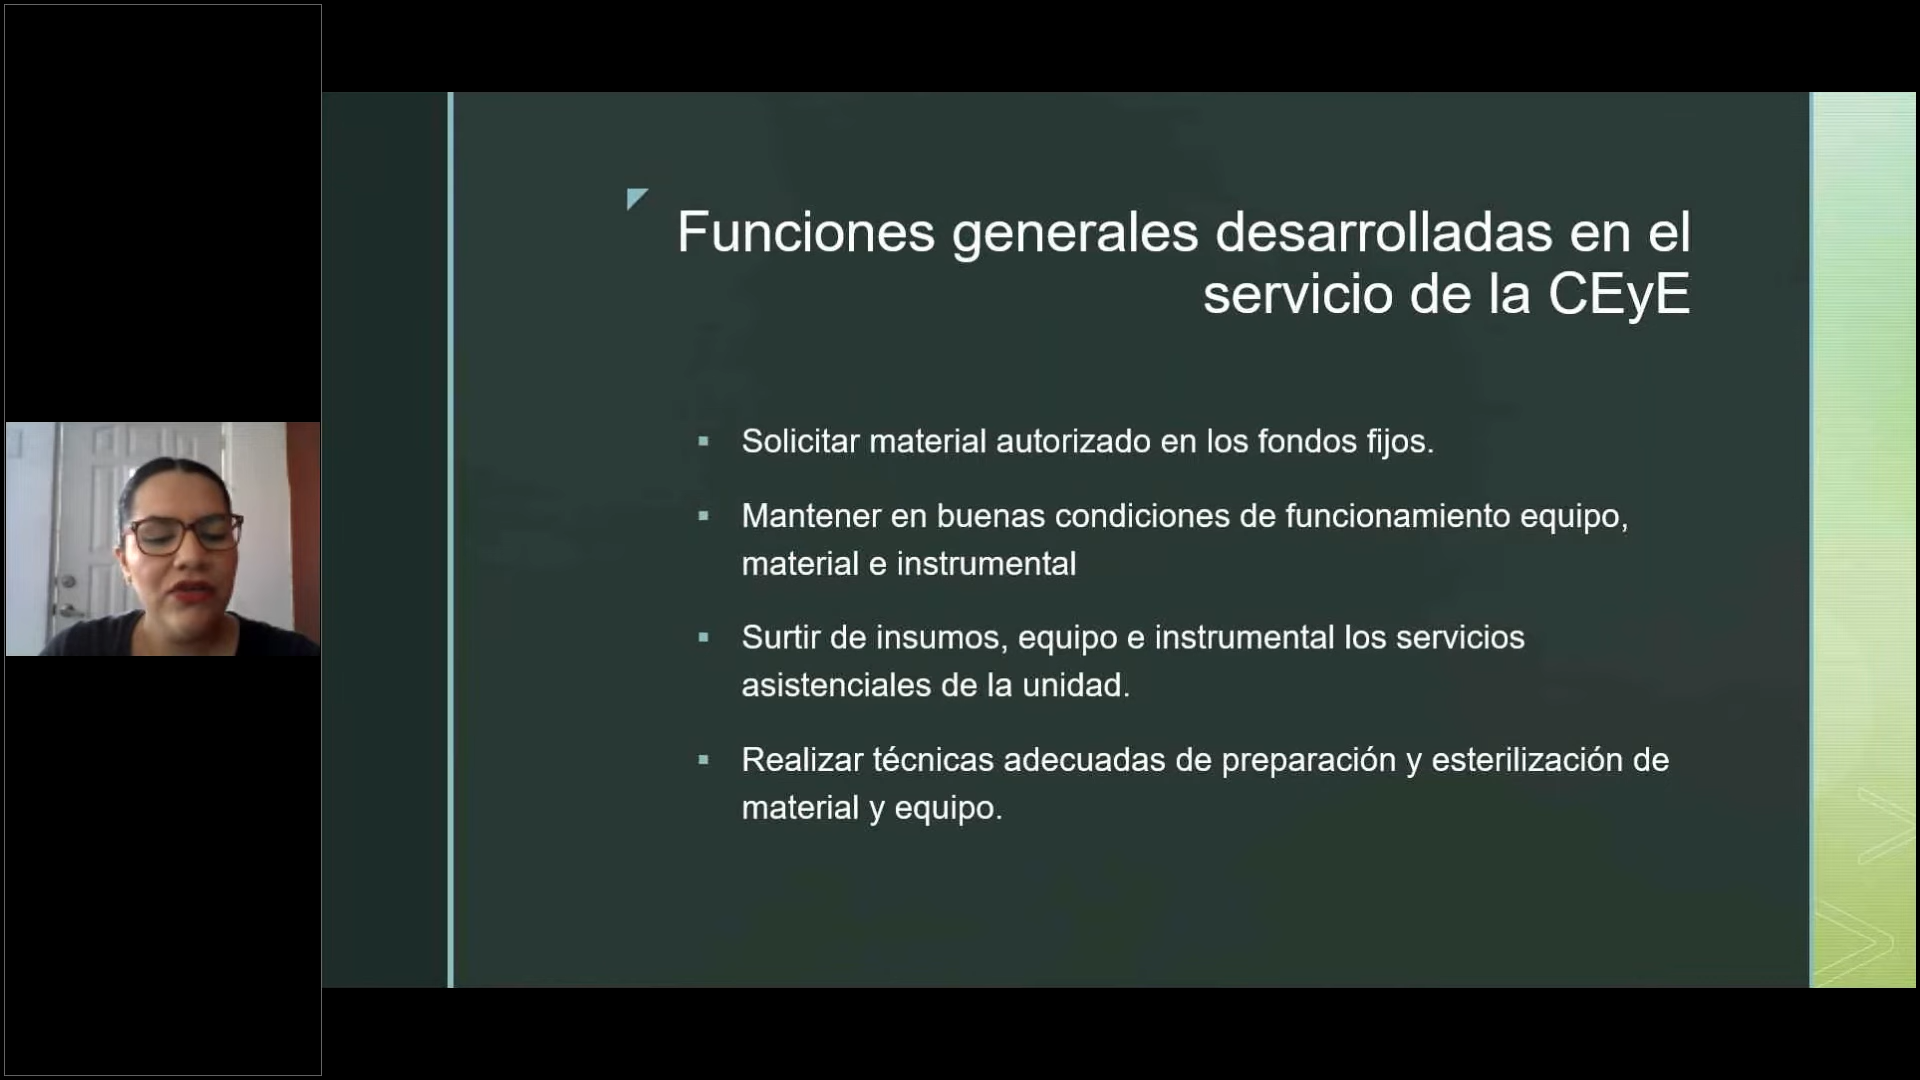 Funciones generales desarrolladas en el
servicio de la CEyE
Solicitar material autorizado en los fondos fijos.
Mantener en buenas condiciones de funcionamiento equipo,
material e instrumental
Surtir de insumos, equipo e instrumental los servicios
asistenciales de la unidad.
Realizar técnicas adecuadas de preparación y esterilización de
material y equipo.